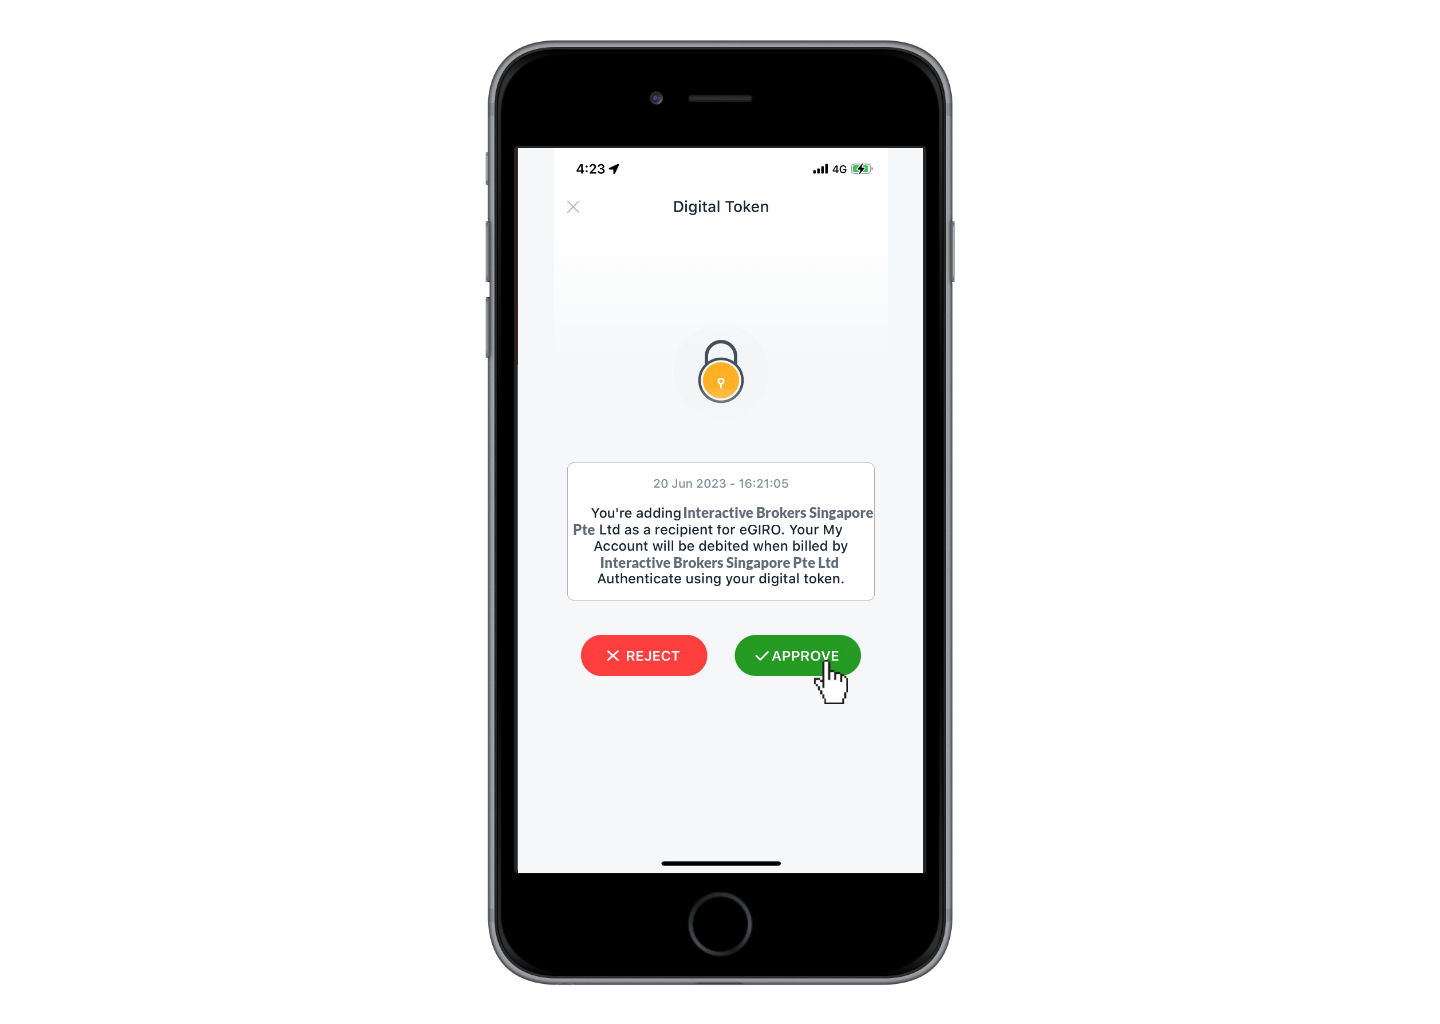 4:23 4G
Digital Token
20 Jun 2023 - 16:21:05
You're adding Interactive Brokers Singapore
Pte Ltd as a recipient for eGIRO. Your My
Account will be debited when billed by
Interactive Brokers Singapore Pte Ltd
Authenticate using your digital token.
REJECT APPROVE